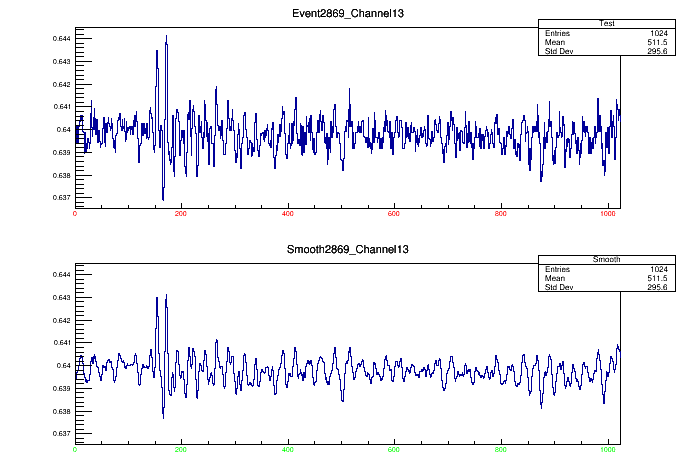 Event2869_Channel13
Test
Entries 1024
Mean 511.5
Std Dev 295.6
0.644
0.643
0.642
0.641
0.64
0.639
0.638
0.637
0 200 400 600 800 1000
Smooth2869_Channel13
Smooth
Entries 1024
Mean 511.5
Std Dev 295.6
0.644
0.643
0.642
0.641
0.64
0.639
0.638
0.637
0 200 400 600 800 1000